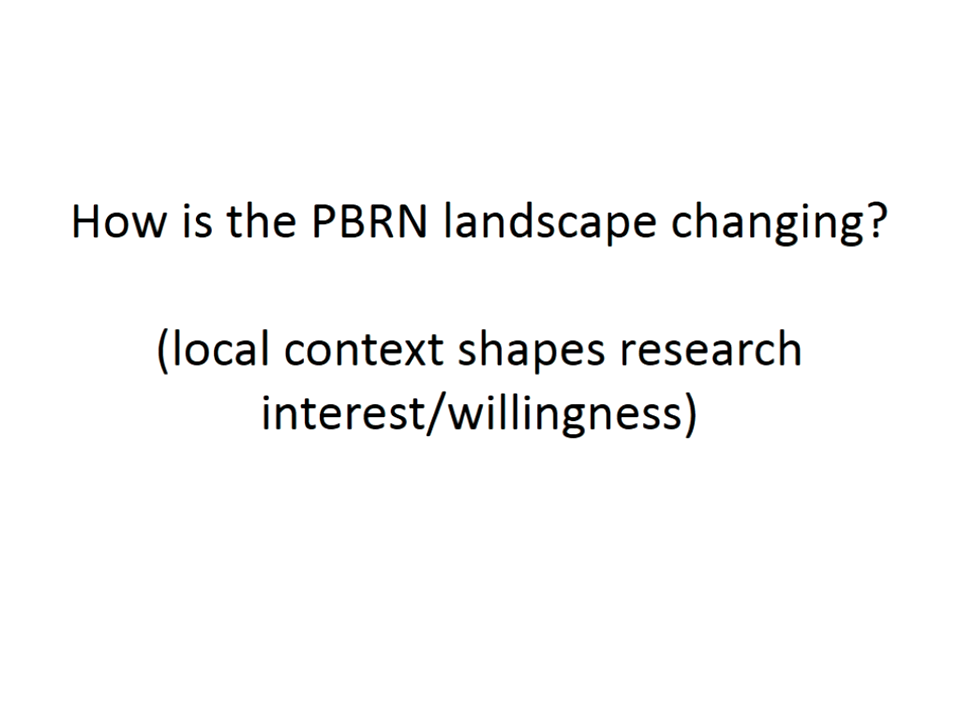 How is the PBRN landscape changing?
(local context shapes research
interest/willingness)